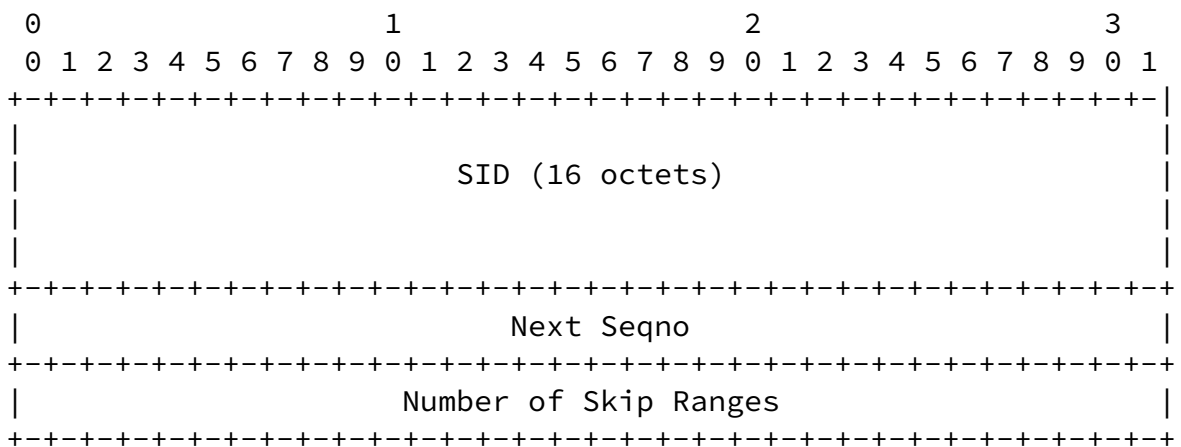 0                   1                   2                   3
 0 1 2 3 4 5 6 7 8 9 0 1 2 3 4 5 6 7 8 9 0 1 2 3 4 5 6 7 8 9 0 1
+-+-+-+-+-+-+-+-+-+-+-+-+-+-+-+-+-+-+-+-+-+-+-+-+-+-+-+-+-+-+-+-|
|                                                               |
|                        SID (16 octets)                        |
|                                                               |
|                                                               |
+-+-+-+-+-+-+-+-+-+-+-+-+-+-+-+-+-+-+-+-+-+-+-+-+-+-+-+-+-+-+-+-+
|                           Next Seqno                          |
+-+-+-+-+-+-+-+-+-+-+-+-+-+-+-+-+-+-+-+-+-+-+-+-+-+-+-+-+-+-+-+-+
|                     Number of Skip Ranges                     |
+-+-+-+-+-+-+-+-+-+-+-+-+-+-+-+-+-+-+-+-+-+-+-+-+-+-+-+-+-+-+-+-+